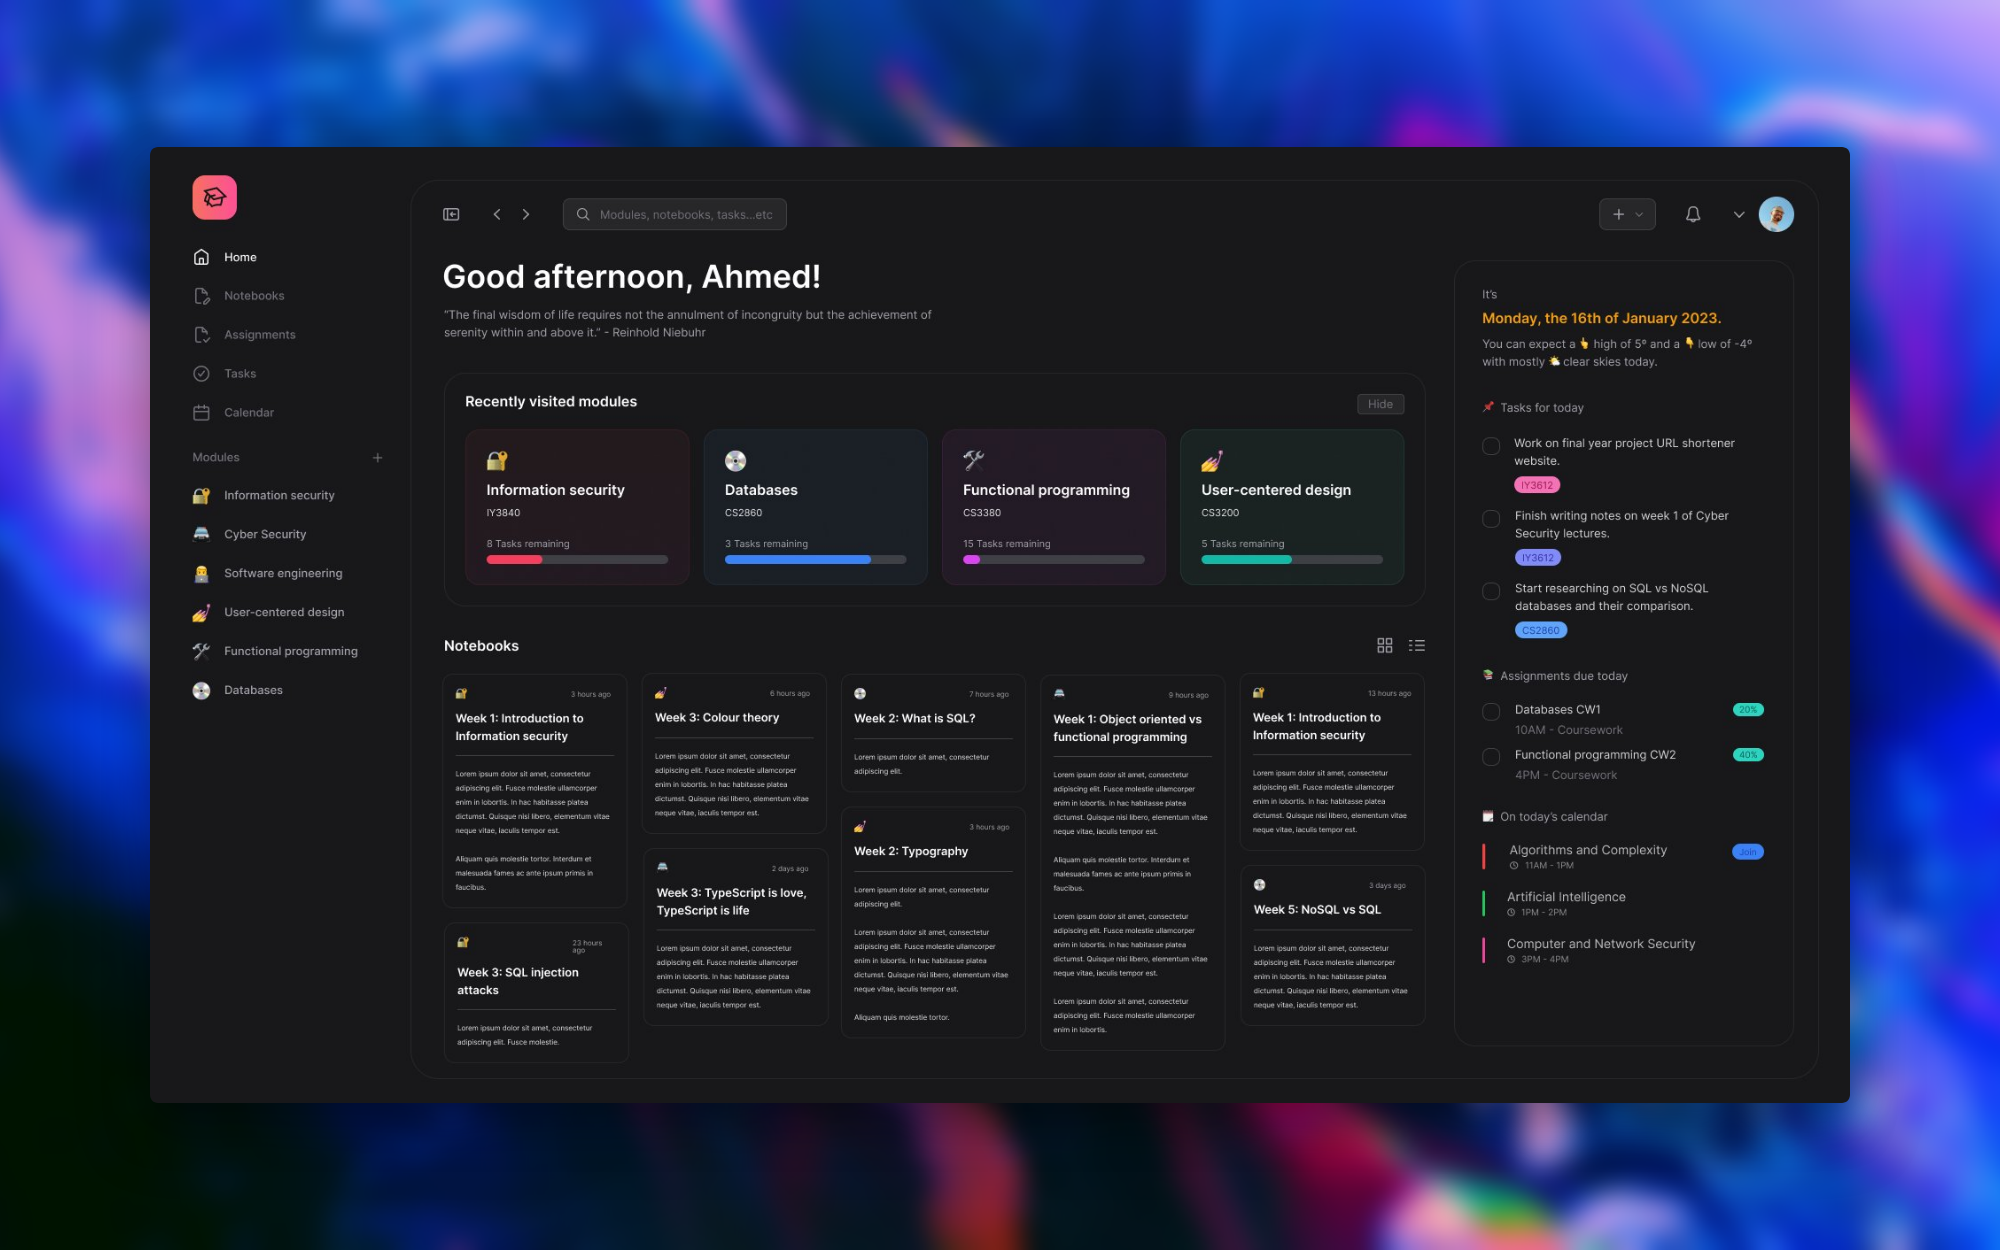 Home
Notebooks
Assignments
Tasks
Calendar
Modules
Information security
Cyber Security
Software engineering
User-centered design
Functional programming
Databases
Modules, notebooks, tasks...etc
Good afternoon, Ahmed!
“The final wisdom of life requires not the annulment of incongruity but the achievement of
serenity within and above it.” - Reinhold Niebuhr
Recently visited modules
Hide
Information security
IY3840
8 Tasks remaining
Databases
CS2860
3 Tasks remaining
Functional programming
CS3380
15 Tasks remaining
User-centered design
CS3200
5 Tasks remaining
Notebooks
3 hours ago
Week 1: Introduction to
Information security
Lorem ipsum dolor sit amet, consectetur
adipiscing elit. Fusce molestie ullamcorper
enim in lobortis. In hac habitasse platea
dictumst. Quisque nisi libero, elementum vitae
neque vitae, iaculis tempor est.
Aliquam quis molestie tortor. Interdum et
malesuada fames ac ante ipsum primis in
faucibus.
23 hours
ago
Week 3: SQL injection
attacks
Lorem ipsum dolor sit amet, consectetur
adipiscing elit. Fusce molestie.
6 hours ago
Week 3: Colour theory
Lorem ipsum dolor sit amet, consectetur
adipiscing elit. Fusce molestie ullamcorper
enim in lobortis. In hac habitasse platea
dictumst. Quisque nisi libero, elementum vitae
neque vitae, iaculis tempor est.
2 days ago
Week 3: TypeScript is love,
TypeScript is life
Lorem ipsum dolor sit amet, consectetur
adipiscing elit. Fusce molestie ullamcorper
enim in lobortis. In hac habitasse platea
dictumst. Quisque nisi libero, elementum vitae
neque vitae, iaculis tempor est.
7 hours ago
Week 2: What is SQL?
Lorem ipsum dolor sit amet, consectetur
adipiscing elit.
3 hours ago
Week 2: Typography
Lorem ipsum dolor sit amet, consectetur
adipiscing elit.
Lorem ipsum dolor sit amet, consectetur
adipiscing elit. Fusce molestie ullamcorper
enim in lobortis. In hac habitasse platea
dictumst. Quisque nisi libero, elementum vitae
neque vitae, iaculis tempor est.
Aliquam quis molestie tortor.
9 hours ago
Week 1: Object oriented vs
functional programming
Lorem ipsum dolor sit amet, consectetur
adipiscing elit. Fusce molestie ullamcorper
enim in lobortis. In hac habitasse platea
dictumst. Quisque nisi libero, elementum vitae
neque vitae, iaculis tempor est.
Aliquam quis molestie tortor. Interdum et
malesuada fames ac ante ipsum primis in
faucibus.
Lorem ipsum dolor sit amet, consectetur
adipiscing elit. Fusce molestie ullamcorper
enim in lobortis. In hac habitasse platea
dictumst. Quisque nisi libero, elementum vitae
neque vitae, iaculis tempor est.
Lorem ipsum dolor sit amet, consectetur
adipiscing elit. Fusce molestie ullamcorper
enim in lobortis.
13 hours ago
Week 1: Introduction to
Information security
Lorem ipsum dolor sit amet, consectetur
adipiscing elit. Fusce molestie ullamcorper
enim in lobortis. In hac habitasse platea
dictumst. Quisque nisi libero, elementum vitae
neque vitae, iaculis tempor est.
3 days ago
Week 5: NoSQL vs SQL
Lorem ipsum dolor sit amet, consectetur
adipiscing elit. Fusce molestie ullamcorper
enim in lobortis. In hac habitasse platea
dictumst. Quisque nisi libero, elementum vitae
neque vitae, iaculis tempor est.
It's
Monday, the 16th of January 2023.
You can expect a 👆 high of 5º and a 👇 low of -4º
with mostly 🌤️ clear skies today.
Tasks for today
Work on final year project URL shortener
website.
IY3612
Finish writing notes on week 1 of Cyber
Security lectures.
IY3612
Start researching on SQL vs NoSQL
databases and their comparison.
CS2860
Assignments due today
Databases CW1
20%
10AM - Coursework
Functional programming CW2
40%
4PM - Coursework
On today's calendar
Algorithms and Complexity
Join
11AM - 1PM
Artificial Intelligence
1PM - 2PM
Computer and Network Security
3PM - 4PM